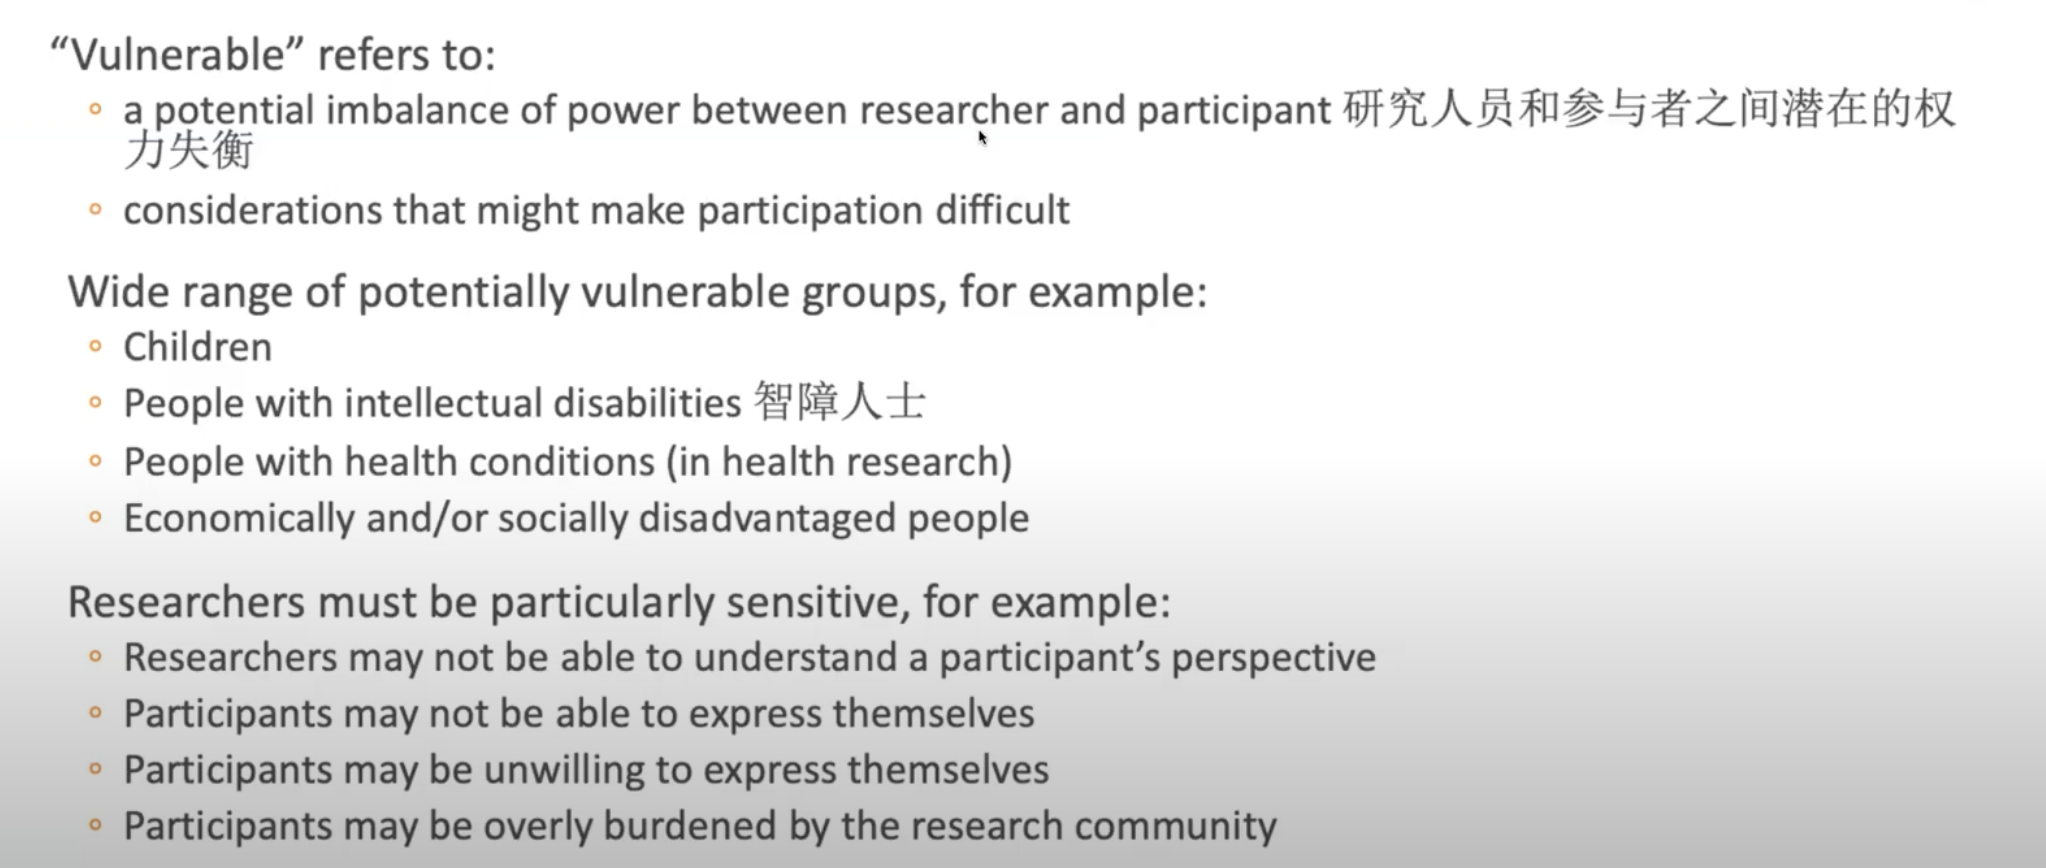 “Vulnerable” refers to:
◦ a potential imbalance of power between researcher and participant 研究人员和参与者之间潜在的权
力失衡
◦ considerations that might make participation difficult
Wide range of potentially vulnerable groups, for example:
◦ Children
◦ People with intellectual disabilities 智障人士
◦ People with health conditions (in health research)
◦ Economically and/or socially disadvantaged people
Researchers must be particularly sensitive, for example:
◦ Researchers may not be able to understand a participant’s perspective
◦ Participants may not be able to express themselves
◦ Participants may be unwilling to express themselves
◦ Participants may be overly burdened by the research community